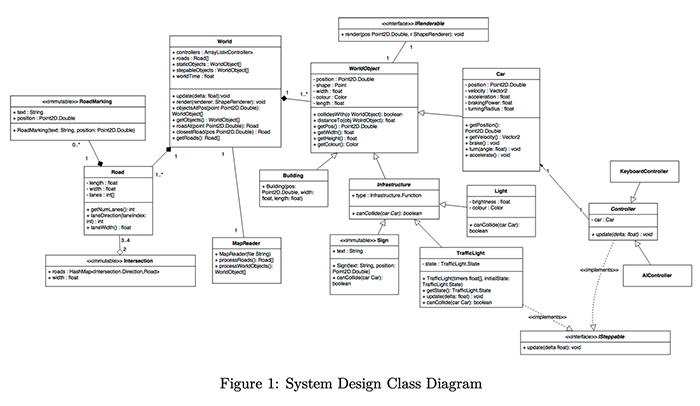 World
+ controllers : ArrayList<Controller>
+ roads : Road[]
+ staticObjects : WorldObject[]
+ stepableObjects : WorldObject[]
+ worldTime : float
+ update(delta: float):void
+ render(renderer: ShapeRenderer): void
+ objectsAtPos(point Point2D.Double):
WorldObject[]
+ getObjects() : WorldObject[]
+ roadAt(point Point2D.Double) : Road
+ closestRoad(pos Point2D.Double) : Road
+ getRoads() : Road[]
<<interface>> IRenderable
+ render(pos Point2D.Double, r ShapeRenderer): void
1
1
1
1..*
WorldObject
- position : Point2D.Double
- shape : Point
- width : float
- colour : Color
- length : float
+ collidesWith(o WorldObject): boolean
+ distanceTo(obj WolrdObject): float
+ getPos() : Point2D.Double
+ getWidth(): float
+ getHeight() : float
+ getColour(): Color
Car
- position : Point2D.Double
- velocity : Vector2
- acceleration : float
- brakingPower: float
- turningRadius : float
+ getPosition():
Point2D.Double
+ getVelocity() : Vector2
+ brake() : void
+ turn(angle: float) : void
+ accelerate() : void
1
1
<<immutable>> RoadMarking
+ text : String
+ position : Point2D.Double
+ RoadMarking(text: String, position: Point2D.Double)
0..*
1
1
1..*
Road
- length : float
- width : float
- lanes : int[]
+ getNumLanes(): int
+ laneDirection(laneIndex:
int) : int
+ laneWidth() : float
3..4
2
<<immutable>> Intersection
+ roads : HashMap<Intersection.Direction,Road>
+ width : float
1
1
MapReader
+ MapReader(file String)
+ processRoads() : Road[]
+ processWorldObjects():
WorldObject[]
Building
+ Building(pos:
Point2D.Double, width:
float, length: float)
Infrastructure
+ type : Infrastructure.Function
+ canCollide(car Car): boolean
Light
- brightness : float
- colour : Color
+ canCollide(car Car):
boolean
<<immutable>> Sign
+ text : String
+ Sign(text: String, position:
Point2D.Double)
+ canCollide(car Car):
boolean
TrafficLight
- state : TrafficLight.State
+ TrafficLight(timers float[], initialState:
TrafficLight.State)
+ getState() : TrafficLight.State
+ update(delta: float) : void
+ canCollide(car Car) : boolean
KeyboardController
Controller
- car : Car
+ update(delta: float) : void
AIController
<<implements>>
<<implements>>
<<interface>> ISteppable
+ update(delta float): void
Figure 1: System Design Class Diagram